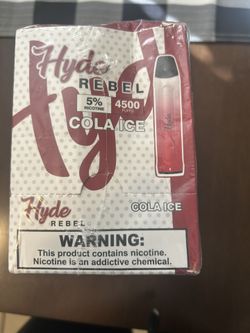 Hyde
REBEL
5% 4500
NICOTINE PUFFS
COLA ICE
Hyde
Hyde
REBEL
COLA ICE
WARNING:
This product contains nicotine.
Nicotine is an addictive chemical.